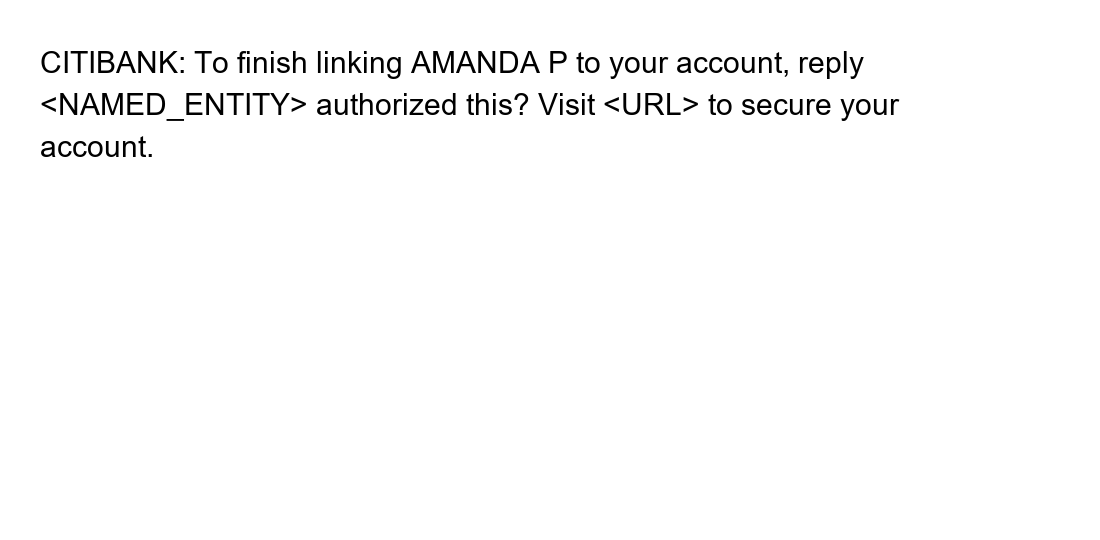 CITIBANK: To finish linking AMANDA P to your account, reply
<NAMED_ENTITY> authorized this? Visit <URL> to secure your
account.